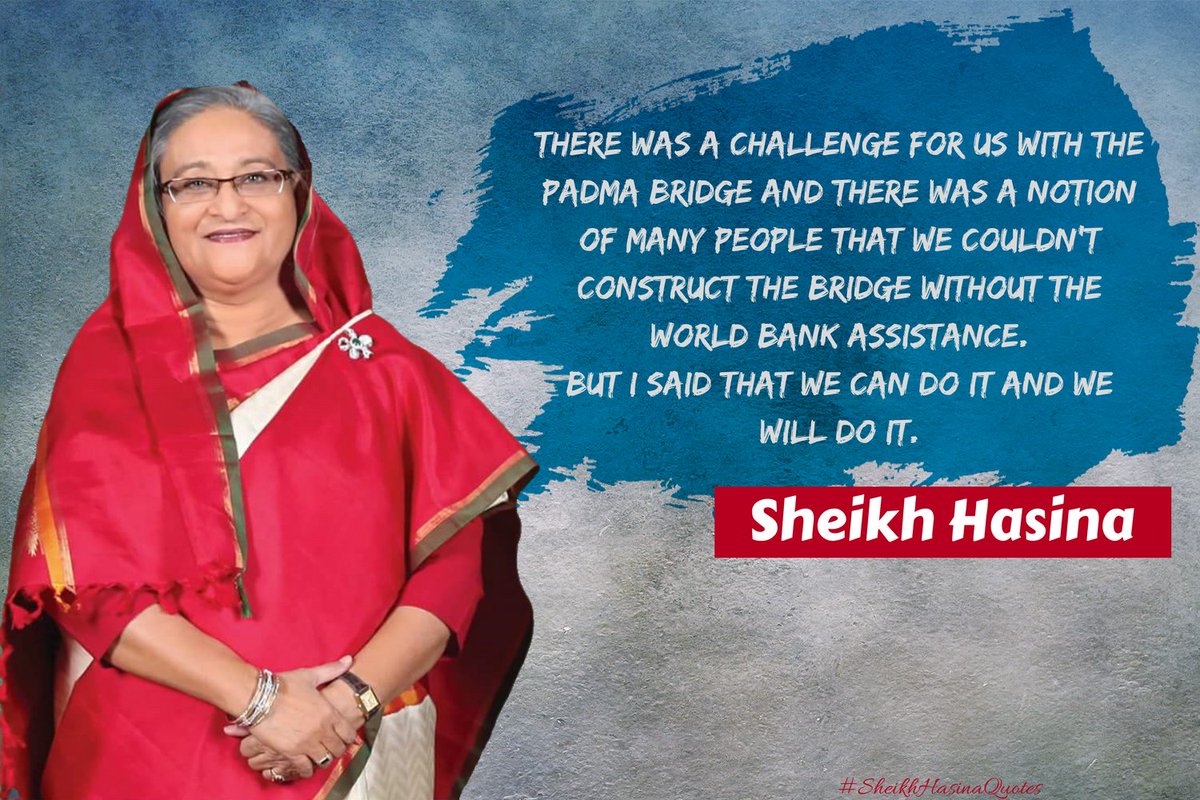 THERE WAS A CHALLENGE FOR US WITH THE
PADMA BRIDGE AND THERE WAS A NOTION
OF MANY PEOPLE THAT WE COULDN'T
CONSTRUCT THE BRIDGE WITHOUT THE
WORLD BANK ASSISTANCE.
BUT I SAID THAT WE CAN DO IT AND WE
WILL DO IT.
Sheikh Hasina
#SheikhHasinaQuotes